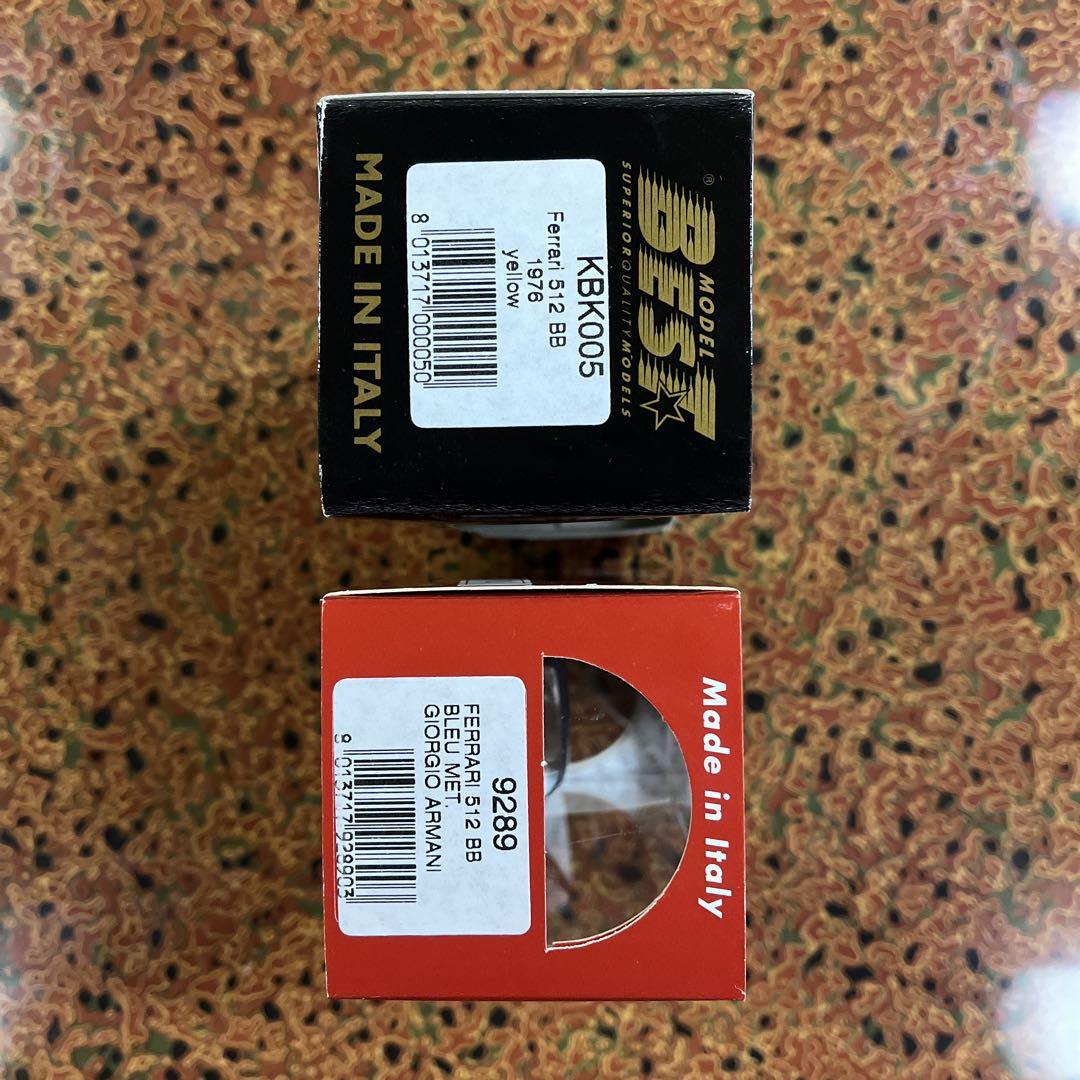 MODEL
BEST
®
SUPERIOR QUALITY MODELS
KBK005
Ferrari 512 BB
1976
yellow
8 013717 000050
MADE IN ITALY
Made in Italy
9289
FERRARI 512 BB
BLEU MET.
GIORGIO ARMANI